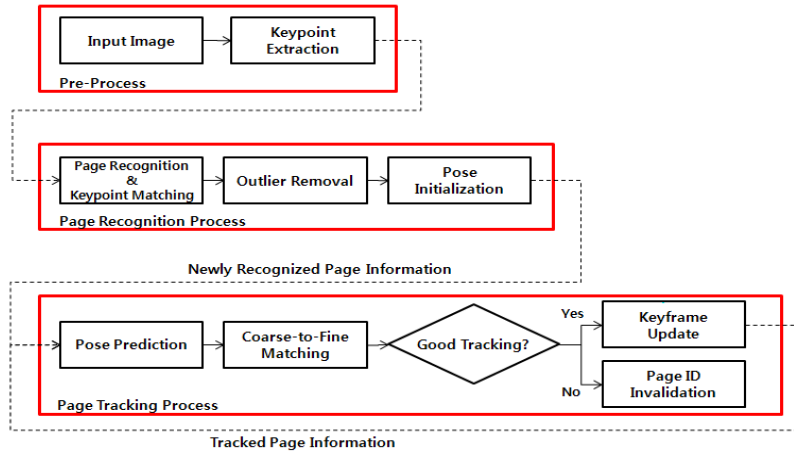 Input Image
Keypoint
Extraction
Pre-Process
Page Recognition
&
Keypoint Matching
Outlier Removal
Pose
Initialization
Page Recognition Process
Newly Recognized Page Information
Pose Prediction
Coarse-to-Fine
Matching
Good Tracking?
Yes
Keyframe
Update
No
Page ID
Invalidation
Page Tracking Process
Tracked Page Information